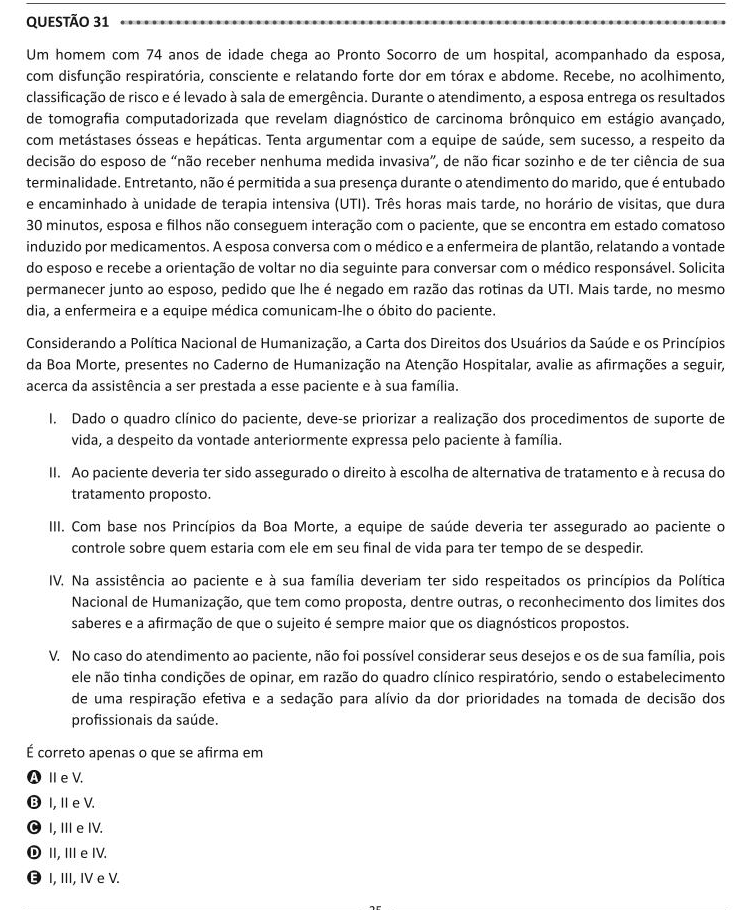 QUESTÃO 31
Um homem com 74 anos de idade chega ao Pronto Socorro de um hospital, acompanhado da esposa,
com disfunção respiratória, consciente e relatando forte dor em tórax e abdome. Recebe, no acolhimento,
classificação de risco e é levado à sala de emergência. Durante o atendimento, a esposa entrega os resultados
de tomografia computadorizada que revelam diagnóstico de carcinoma brônquico em estágio avançado,
com metástases ósseas e hepáticas. Tenta argumentar com a equipe de saúde, sem sucesso, a respeito da
decisão do esposo de “não receber nenhuma medida invasiva”, de não ficar sozinho e de ter ciência de sua
terminalidade. Entretanto, não é permitida a sua presença durante o atendimento do marido, que é entubado
e encaminhado à unidade de terapia intensiva (UTI). Três horas mais tarde, no horário de visitas, que dura
30 minutos, esposa e filhos não conseguem interação com o paciente, que se encontra em estado comatoso
induzido por medicamentos. A esposa conversa com o médico e a enfermeira de plantão, relatando a vontade
do esposo e recebe a orientação de voltar no dia seguinte para conversar com o médico responsável. Solicita
permanecer junto ao esposo, pedido que lhe é negado em razão das rotinas da UTI. Mais tarde, no mesmo
dia, a enfermeira e a equipe médica comunicam-lhe o óbito do paciente.
Considerando a Política Nacional de Humanização, a Carta dos Direitos dos Usuários da Saúde e os Princípios
da Boa Morte, presentes no Caderno de Humanização na Atenção Hospitalar, avalie as afirmações a seguir,
acerca da assistência a ser prestada a esse paciente e à sua família.
I. Dado o quadro clínico do paciente, deve-se priorizar a realização dos procedimentos de suporte de
vida, a despeito da vontade anteriormente expressa pelo paciente à família.
II. Ao paciente deveria ter sido assegurado o direito à escolha de alternativa de tratamento e à recusa do
tratamento proposto.
III. Com base nos Princípios da Boa Morte, a equipe de saúde deveria ter assegurado ao paciente o
controle sobre quem estaria com ele em seu final de vida para ter tempo de se despedir.
IV. Na assistência ao paciente e à sua família deveriam ter sido respeitados os princípios da Política
Nacional de Humanização, que tem como proposta, dentre outras, o reconhecimento dos limites dos
saberes e a afirmação de que o sujeito é sempre maior que os diagnósticos propostos.
V. No caso do atendimento ao paciente, não foi possível considerar seus desejos e os de sua família, pois
ele não tinha condições de opinar, em razão do quadro clínico respiratório, sendo o estabelecimento
de uma respiração efetiva e a sedação para alívio da dor prioridades na tomada de decisão dos
profissionais da saúde.
É correto apenas o que se afirma em
A II e V.
B I, II e V.
C I, III e IV.
D II, III e IV.
E I, III, IV e V.